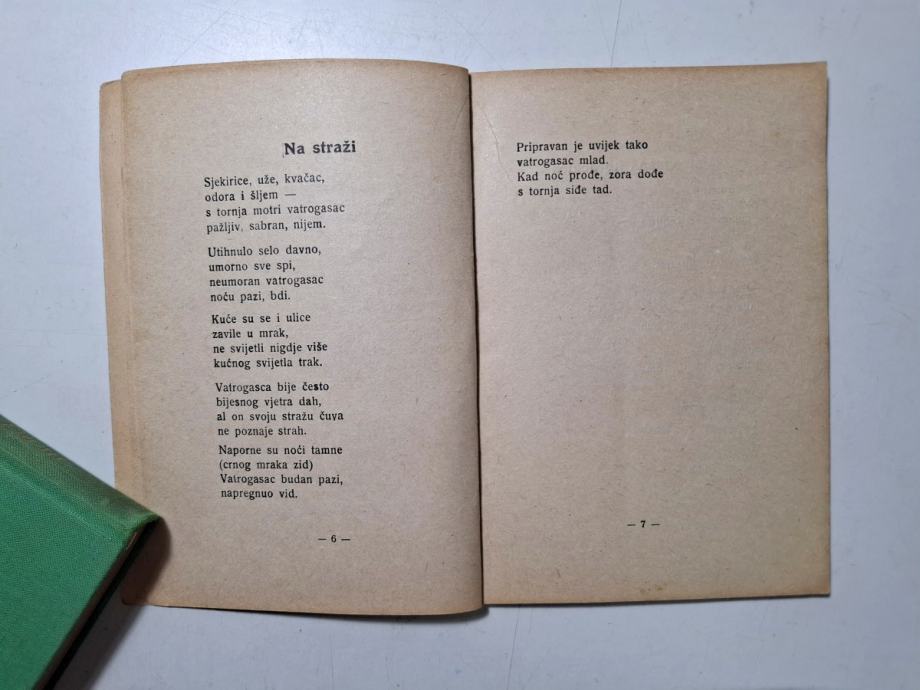 Na straži
Sjekirice, uže, kvačac,
odora i šljem —
s tornja motri vatrogasac
pažljiv, sabran, nijem.
Utihnulo selo davno,
umorno sve spi,
neumoran vatrogasac
noću pazi, bdi.
Kuće su se i ulice
zavile u mrak,
ne svijetli nigdje više
kućnog svijetla trak.
Vatrogasca bije često
bijesnog vjetra dah,
al on svoju stražu čuva
ne poznaje strah.
Naporne su noći tamne
(crnog mraka zid)
Vatrogasac budan pazi,
napregnuo vid.
— 6 —
Pripravan je uvijek tako
vatrogasac mlad.
Kad noć prođe, zora dođe
s tornja siđe tad.
— 7 —